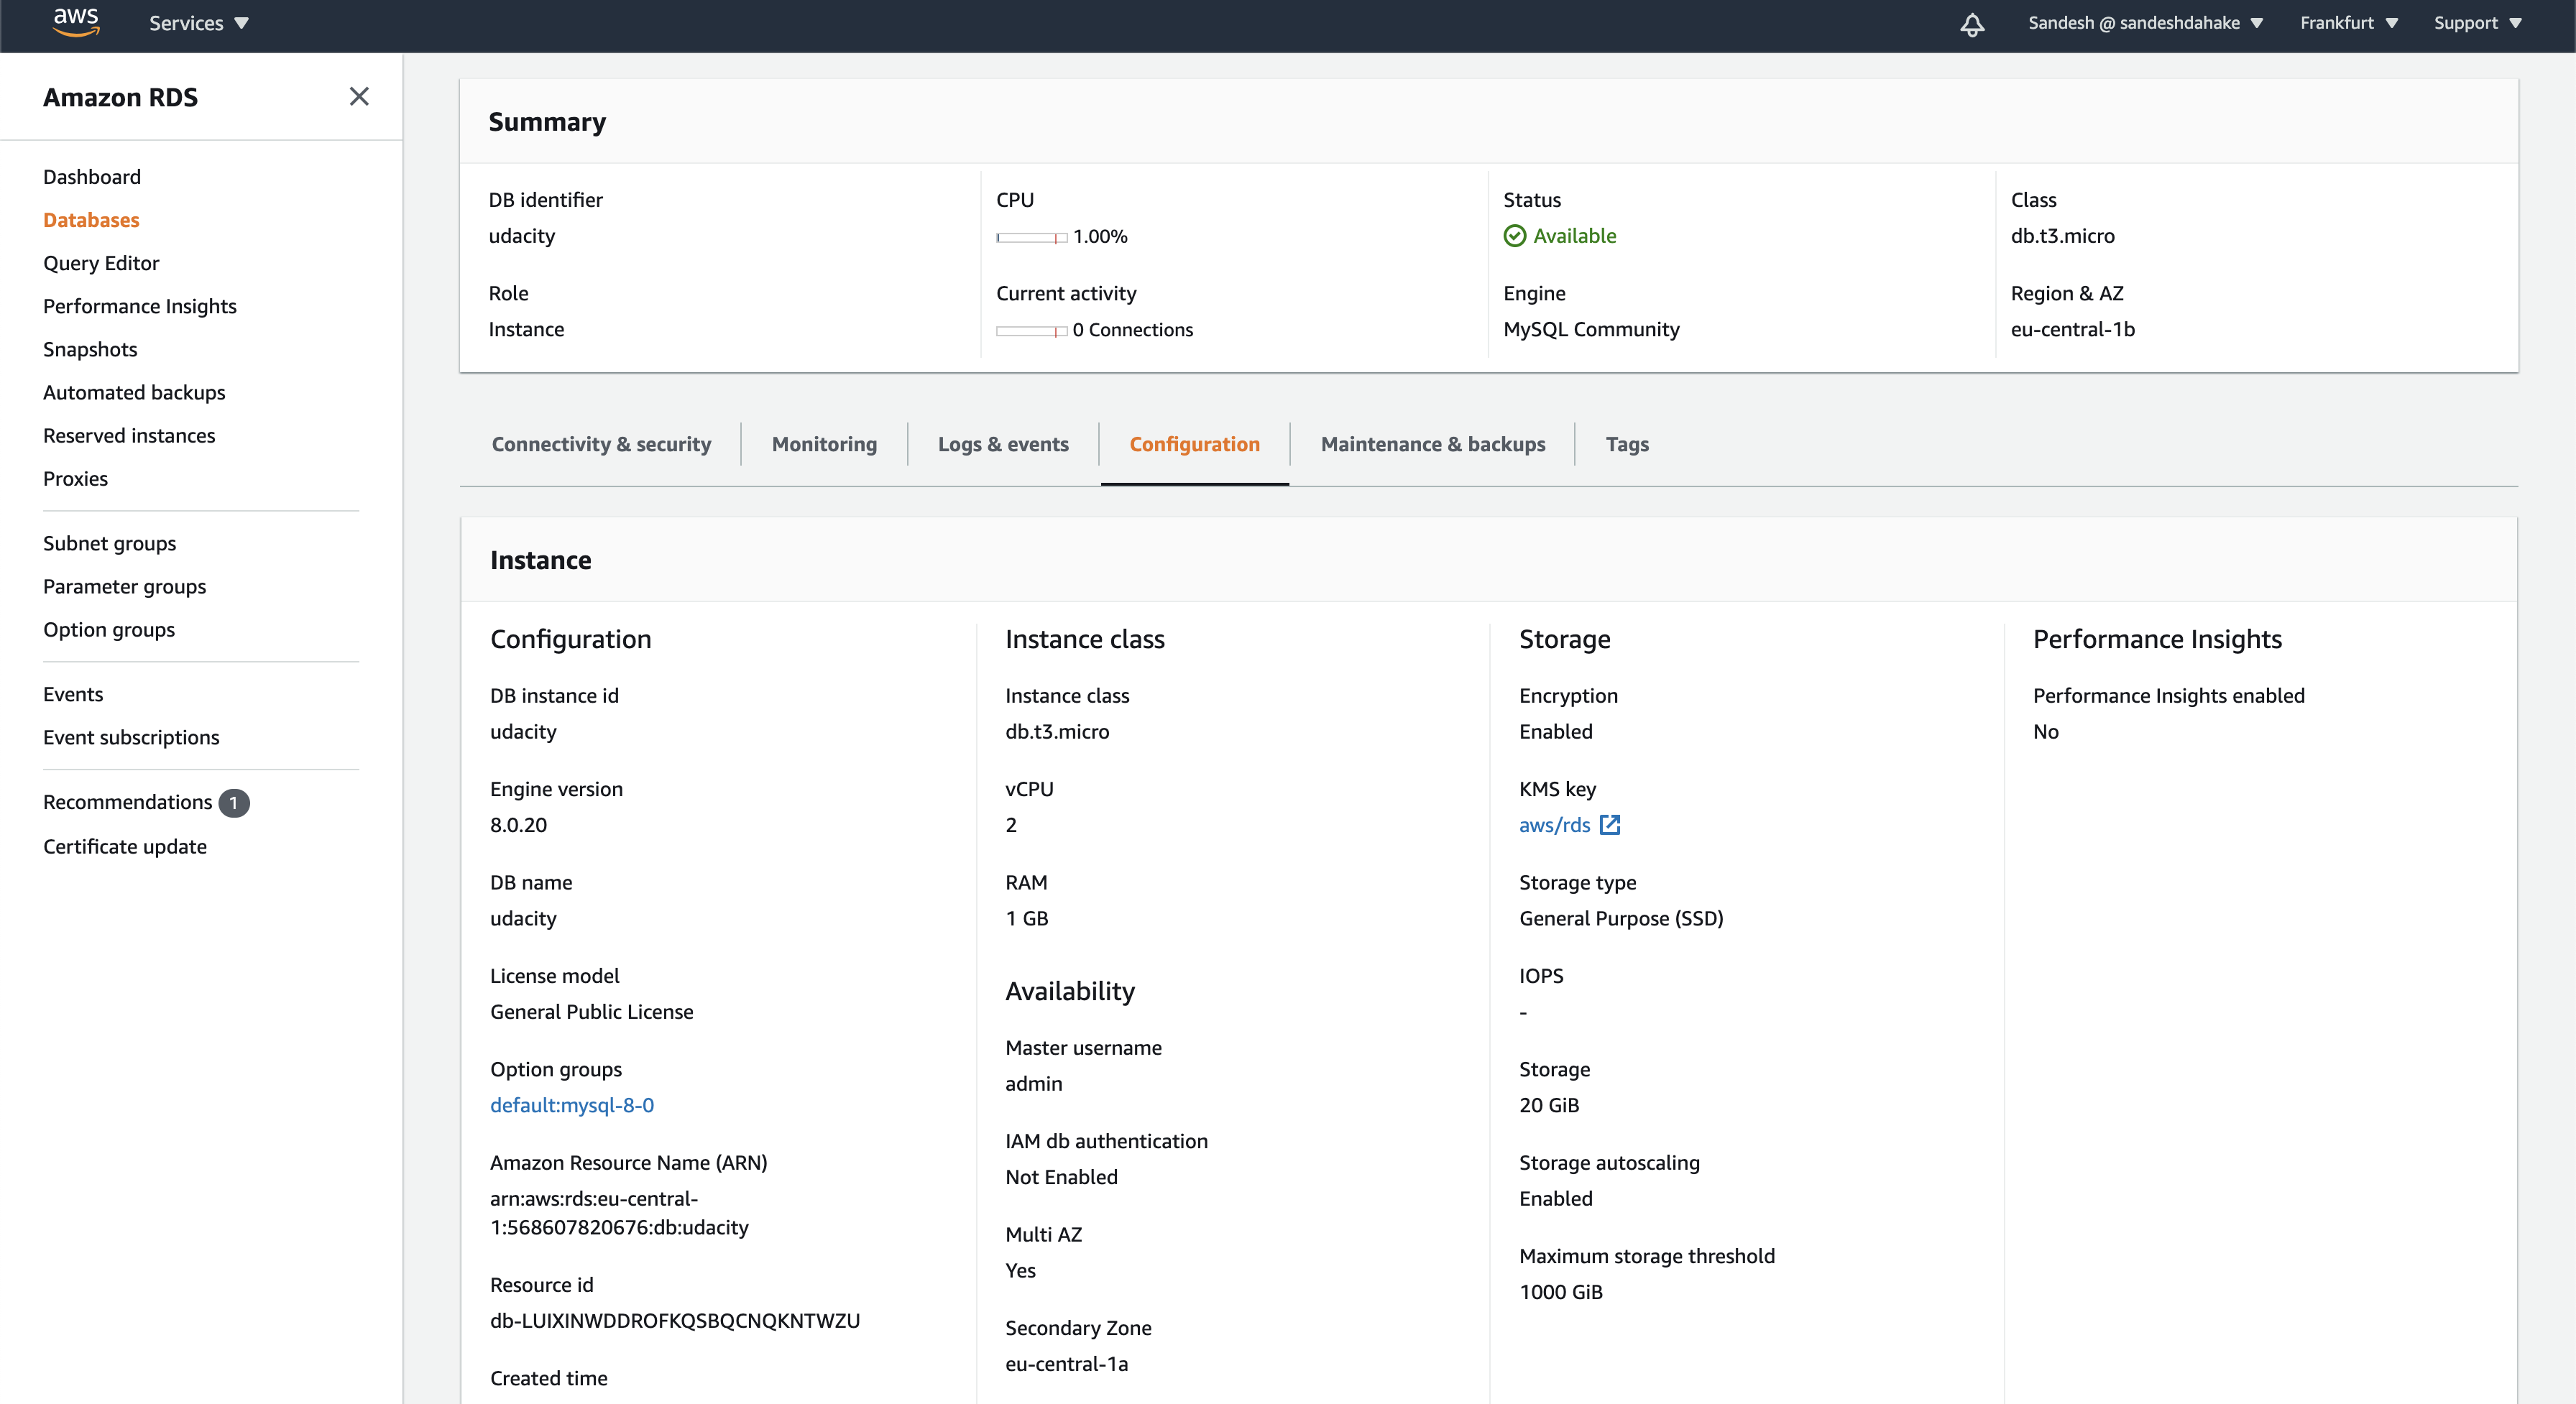 aws
Services
Sandesh @ sandeshdahake
Frankfurt
Support
Amazon RDS
Dashboard
Databases
Query Editor
Performance Insights
Snapshots
Automated backups
Reserved instances
Proxies
Subnet groups
Parameter groups
Option groups
Events
Event subscriptions
Recommendations 1
Certificate update
Summary
DB identifier
udacity
Role
Instance
CPU
1.00%
Current activity
0 Connections
Status
Available
Engine
MySQL Community
Class
db.t3.micro
Region & AZ
eu-central-1b
Connectivity & security
Monitoring
Logs & events
Configuration
Maintenance & backups
Tags
Instance
Configuration
DB instance id
udacity
Engine version
8.0.20
DB name
udacity
License model
General Public License
Option groups
default:mysql-8-0
Amazon Resource Name (ARN)
arn:aws:rds:eu-central-
1:568607820676:db:udacity
Resource id
db-LUIXINWDDROFKQSBQCNQKNTWZU
Created time
Instance class
Instance class
db.t3.micro
vCPU
2
RAM
1 GB
Availability
Master username
admin
IAM db authentication
Not Enabled
Multi AZ
Yes
Secondary Zone
eu-central-1a
Storage
Encryption
Enabled
KMS key
aws/rds
Storage type
General Purpose (SSD)
IOPS
-
Storage
20 GiB
Storage autoscaling
Enabled
Maximum storage threshold
1000 GiB
Performance Insights
Performance Insights enabled
No